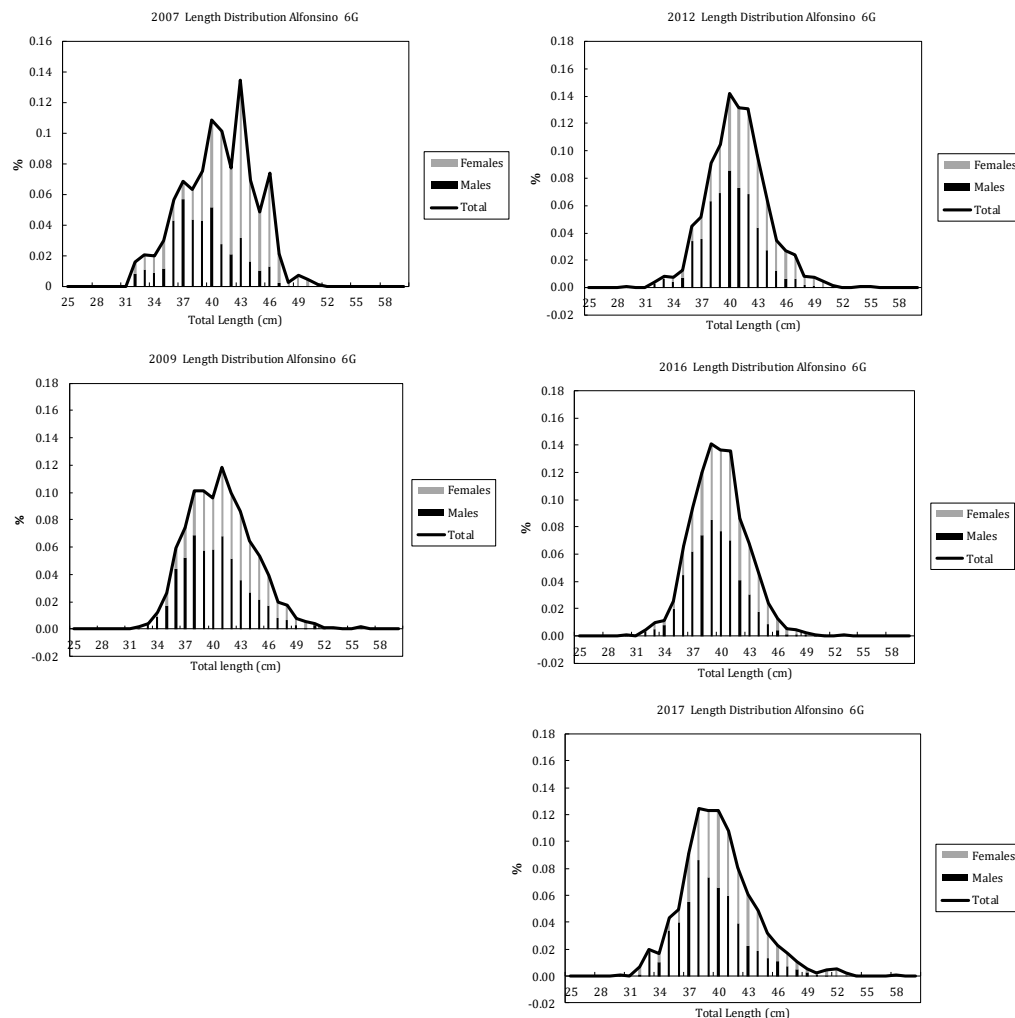 2007 Length Distribution Alfonsino 6G
0.16
0.14
0.12
0.1
0.08
0.06
0.04
0.02
0
%
25 28 31 34 37 40 43 46 49 52 55 58
Total Length (cm)
Females
Males
Total
2012 Length Distribution Alfonsino 6G
0.18
0.16
0.14
0.12
0.10
0.08
0.06
0.04
0.02
0.00
-0.02
%
25 28 31 34 37 40 43 46 49 52 55 58
Total Length (cm)
Females
Males
Total
2009 Length Distribution Alfonsino 6G
0.18
0.16
0.14
0.12
0.10
0.08
0.06
0.04
0.02
0.00
-0.02
%
25 28 31 34 37 40 43 46 49 52 55 58
Total length (cm)
Females
Males
Total
2016 Length Distribution Alfonsino 6G
0.18
0.16
0.14
0.12
0.10
0.08
0.06
0.04
0.02
0.00
-0.02
%
25 28 31 34 37 40 43 46 49 52 55 58
Total Length (cm)
Females
Males
Total
2017 Length Distribution Alfonsino 6G
0.18
0.16
0.14
0.12
0.10
0.08
0.06
0.04
0.02
0.00
-0.02
%
25 28 31 34 37 40 43 46 49 52 55 58
Total Length (cm)
Females
Males
Total